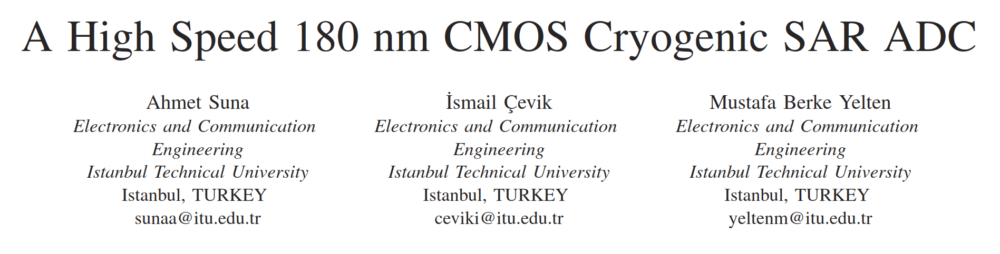 A High Speed 180 nm CMOS Cryogenic SAR ADC
Ahmet Suna
Electronics and Communication
Engineering
Istanbul Technical University
Istanbul, TURKEY
sunaa@itu.edu.tr
İsmail Çevik
Electronics and Communication
Engineering
Istanbul Technical University
Istanbul, TURKEY
ceviki@itu.edu.tr
Mustafa Berke Yelten
Electronics and Communication
Engineering
Istanbul Technical University
Istanbul, TURKEY
yeltenm@itu.edu.tr